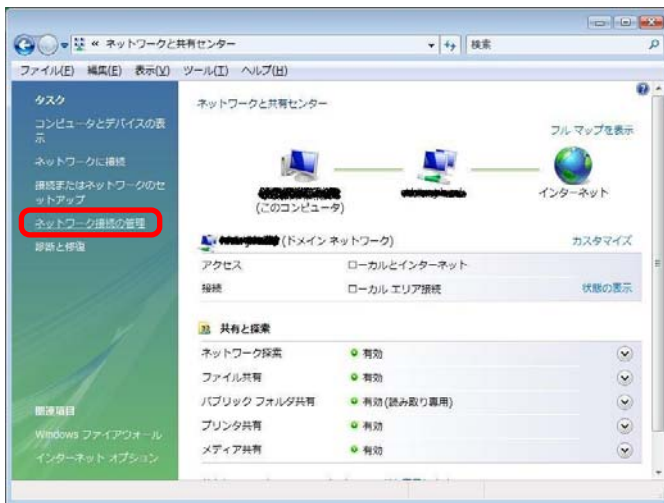 « ネットワークと共有センター
検索
ファイル(F) 編集(E) 表示(V) ツール(T) ヘルプ(H)
タスク
コンピュータとデバイスの表
示
ネットワークに接続
接続またはネットワークのセ
ットアップ
ネットワーク接続の管理
診断と修復
関連項目
Windows ファイアウォール
インターネット オプション
ネットワークと共有センター
フル マップを表示
(このコンピュータ)
インターネット
(ドメイン ネットワーク)
カスタマイズ
アクセス ローカルとインターネット
接続 ローカル エリア接続 状態の表示
共有と探索
ネットワーク探索 有効
ファイル共有 有効
パブリック フォルダ共有 有効(読み取り専用)
プリンタ共有 有効
メディア共有 有効